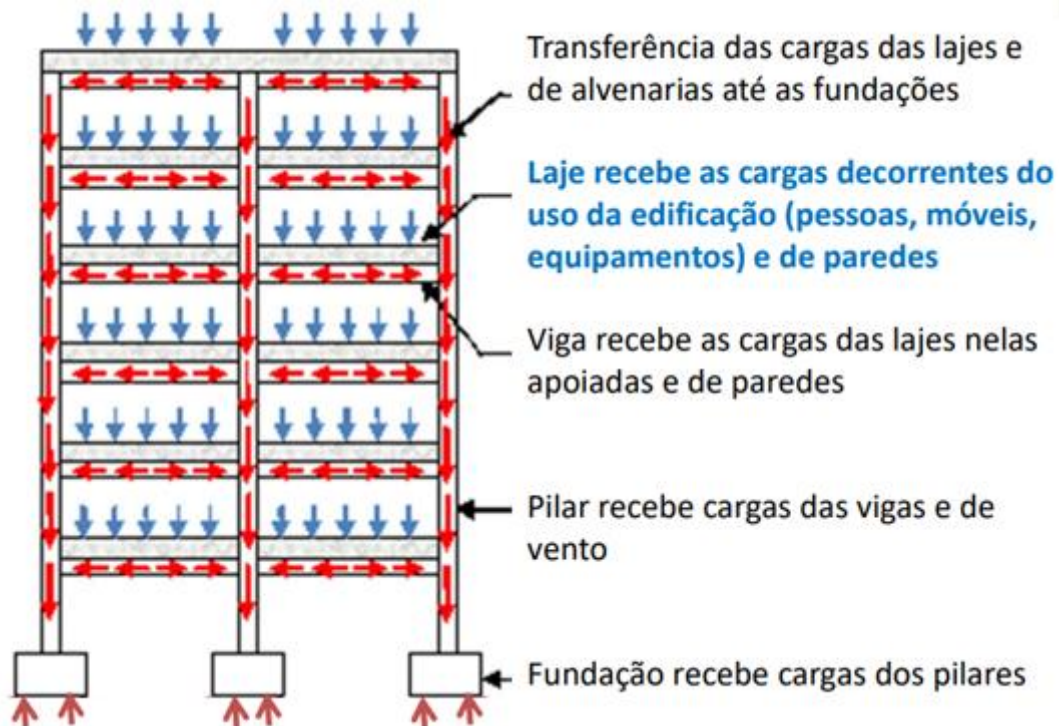 Transferência das cargas das lajes e
de alvenarias até as fundações
Laje recebe as cargas decorrentes do
uso da edificação (pessoas, móveis,
equipamentos) e de paredes
Viga recebe as cargas das lajes nelas
apoiadas e de paredes
Pilar recebe cargas das vigas e de
vento
Fundação recebe cargas dos pilares